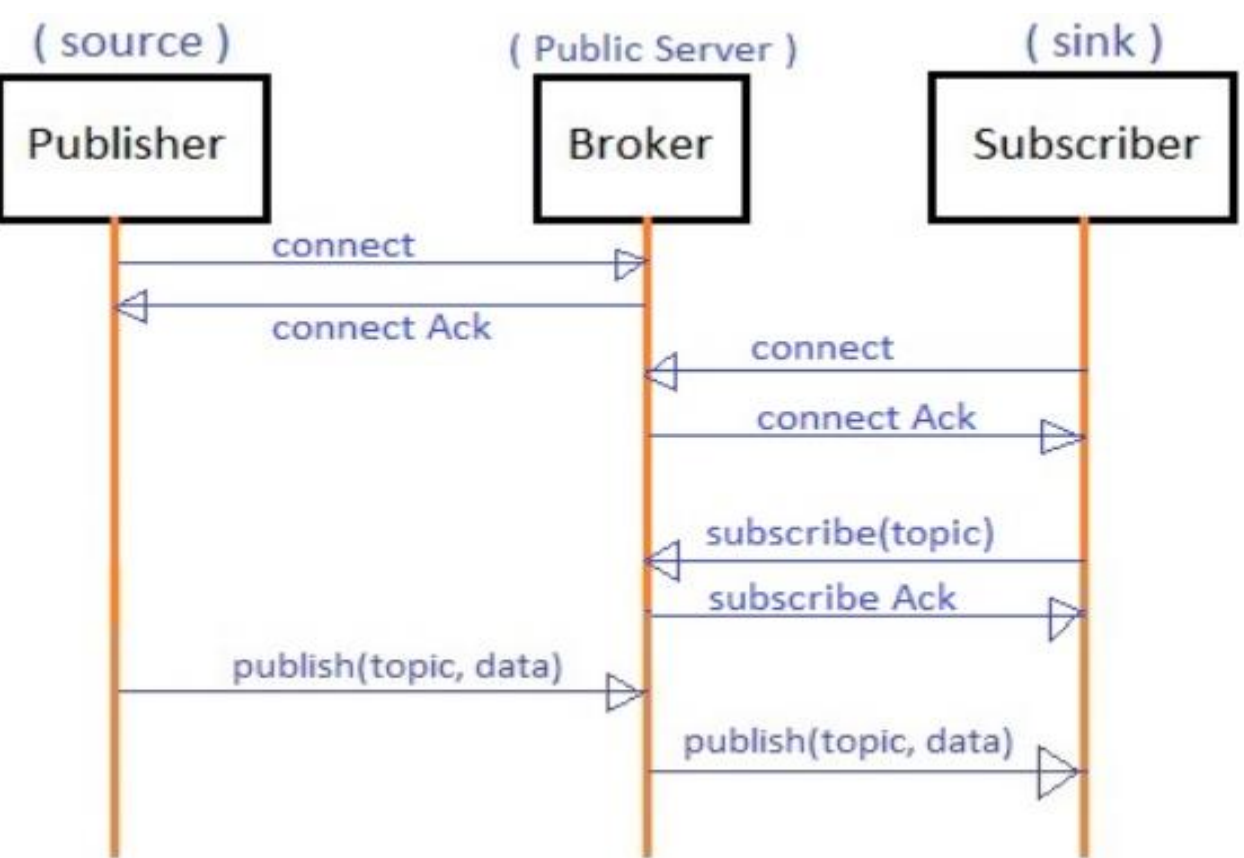 ( source )
( Public Server )
( sink )
Publisher
Broker
Subscriber
connect
connect Ack
connect
connect Ack
subscribe(topic)
subscribe Ack
publish(topic, data)
publish(topic, data)